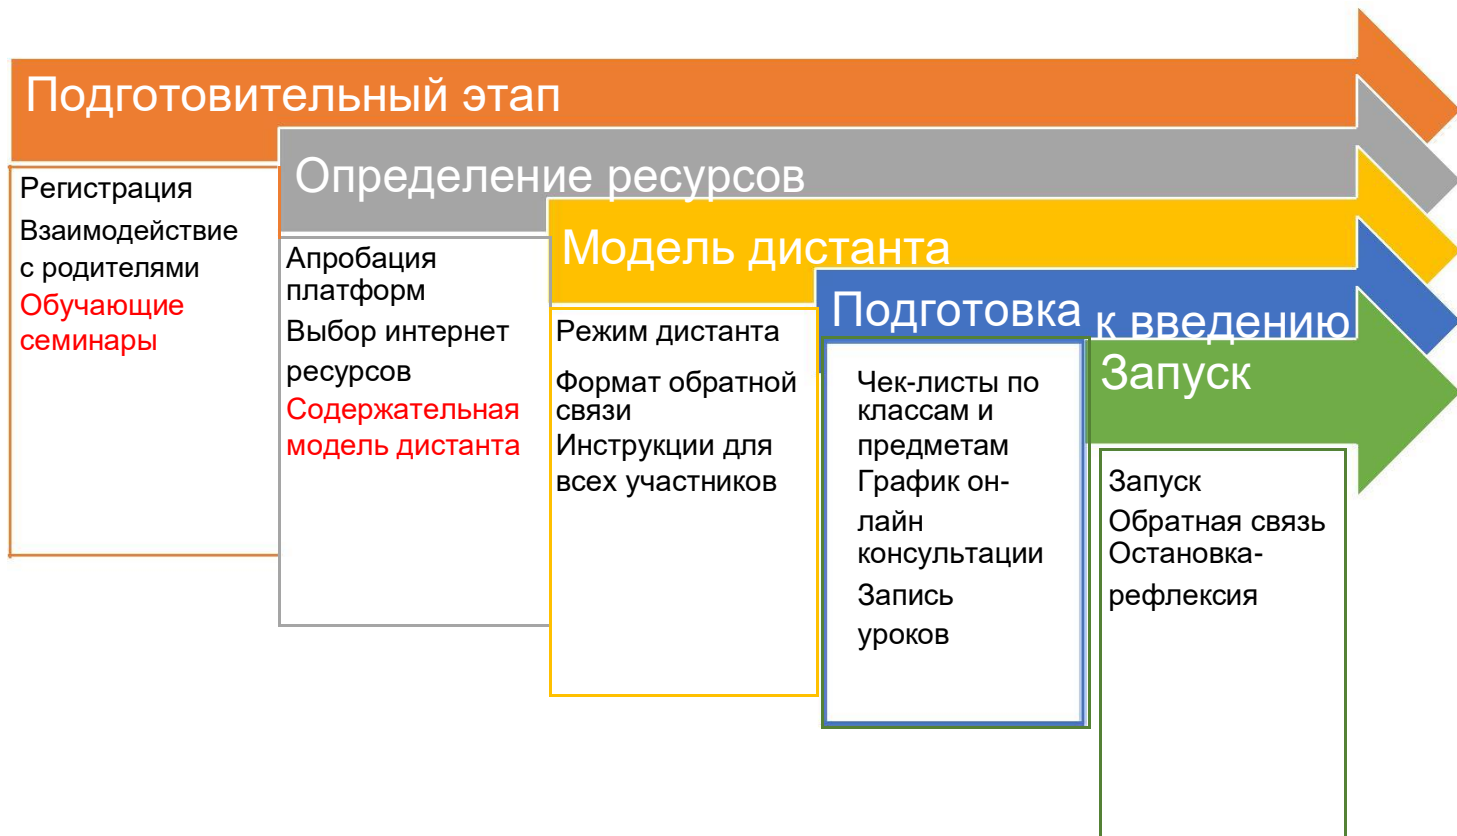 Подготовительный этап
Регистрация
Взаимодействие
с родителями
Обучающие
семинары
Определение ресурсов
Апробация
платформ
Выбор интернет
ресурсов
Содержательная
модель дистанта
Модель дистанта
Режим дистанта
Формат обратной
связи
Инструкции для
всех участников
Подготовка к введению
Чек-листы по
классам и
предметам
График он-
лайн
консультации
Запись
уроков
Запуск
Запуск
Обратная связь
Остановка-
рефлексия